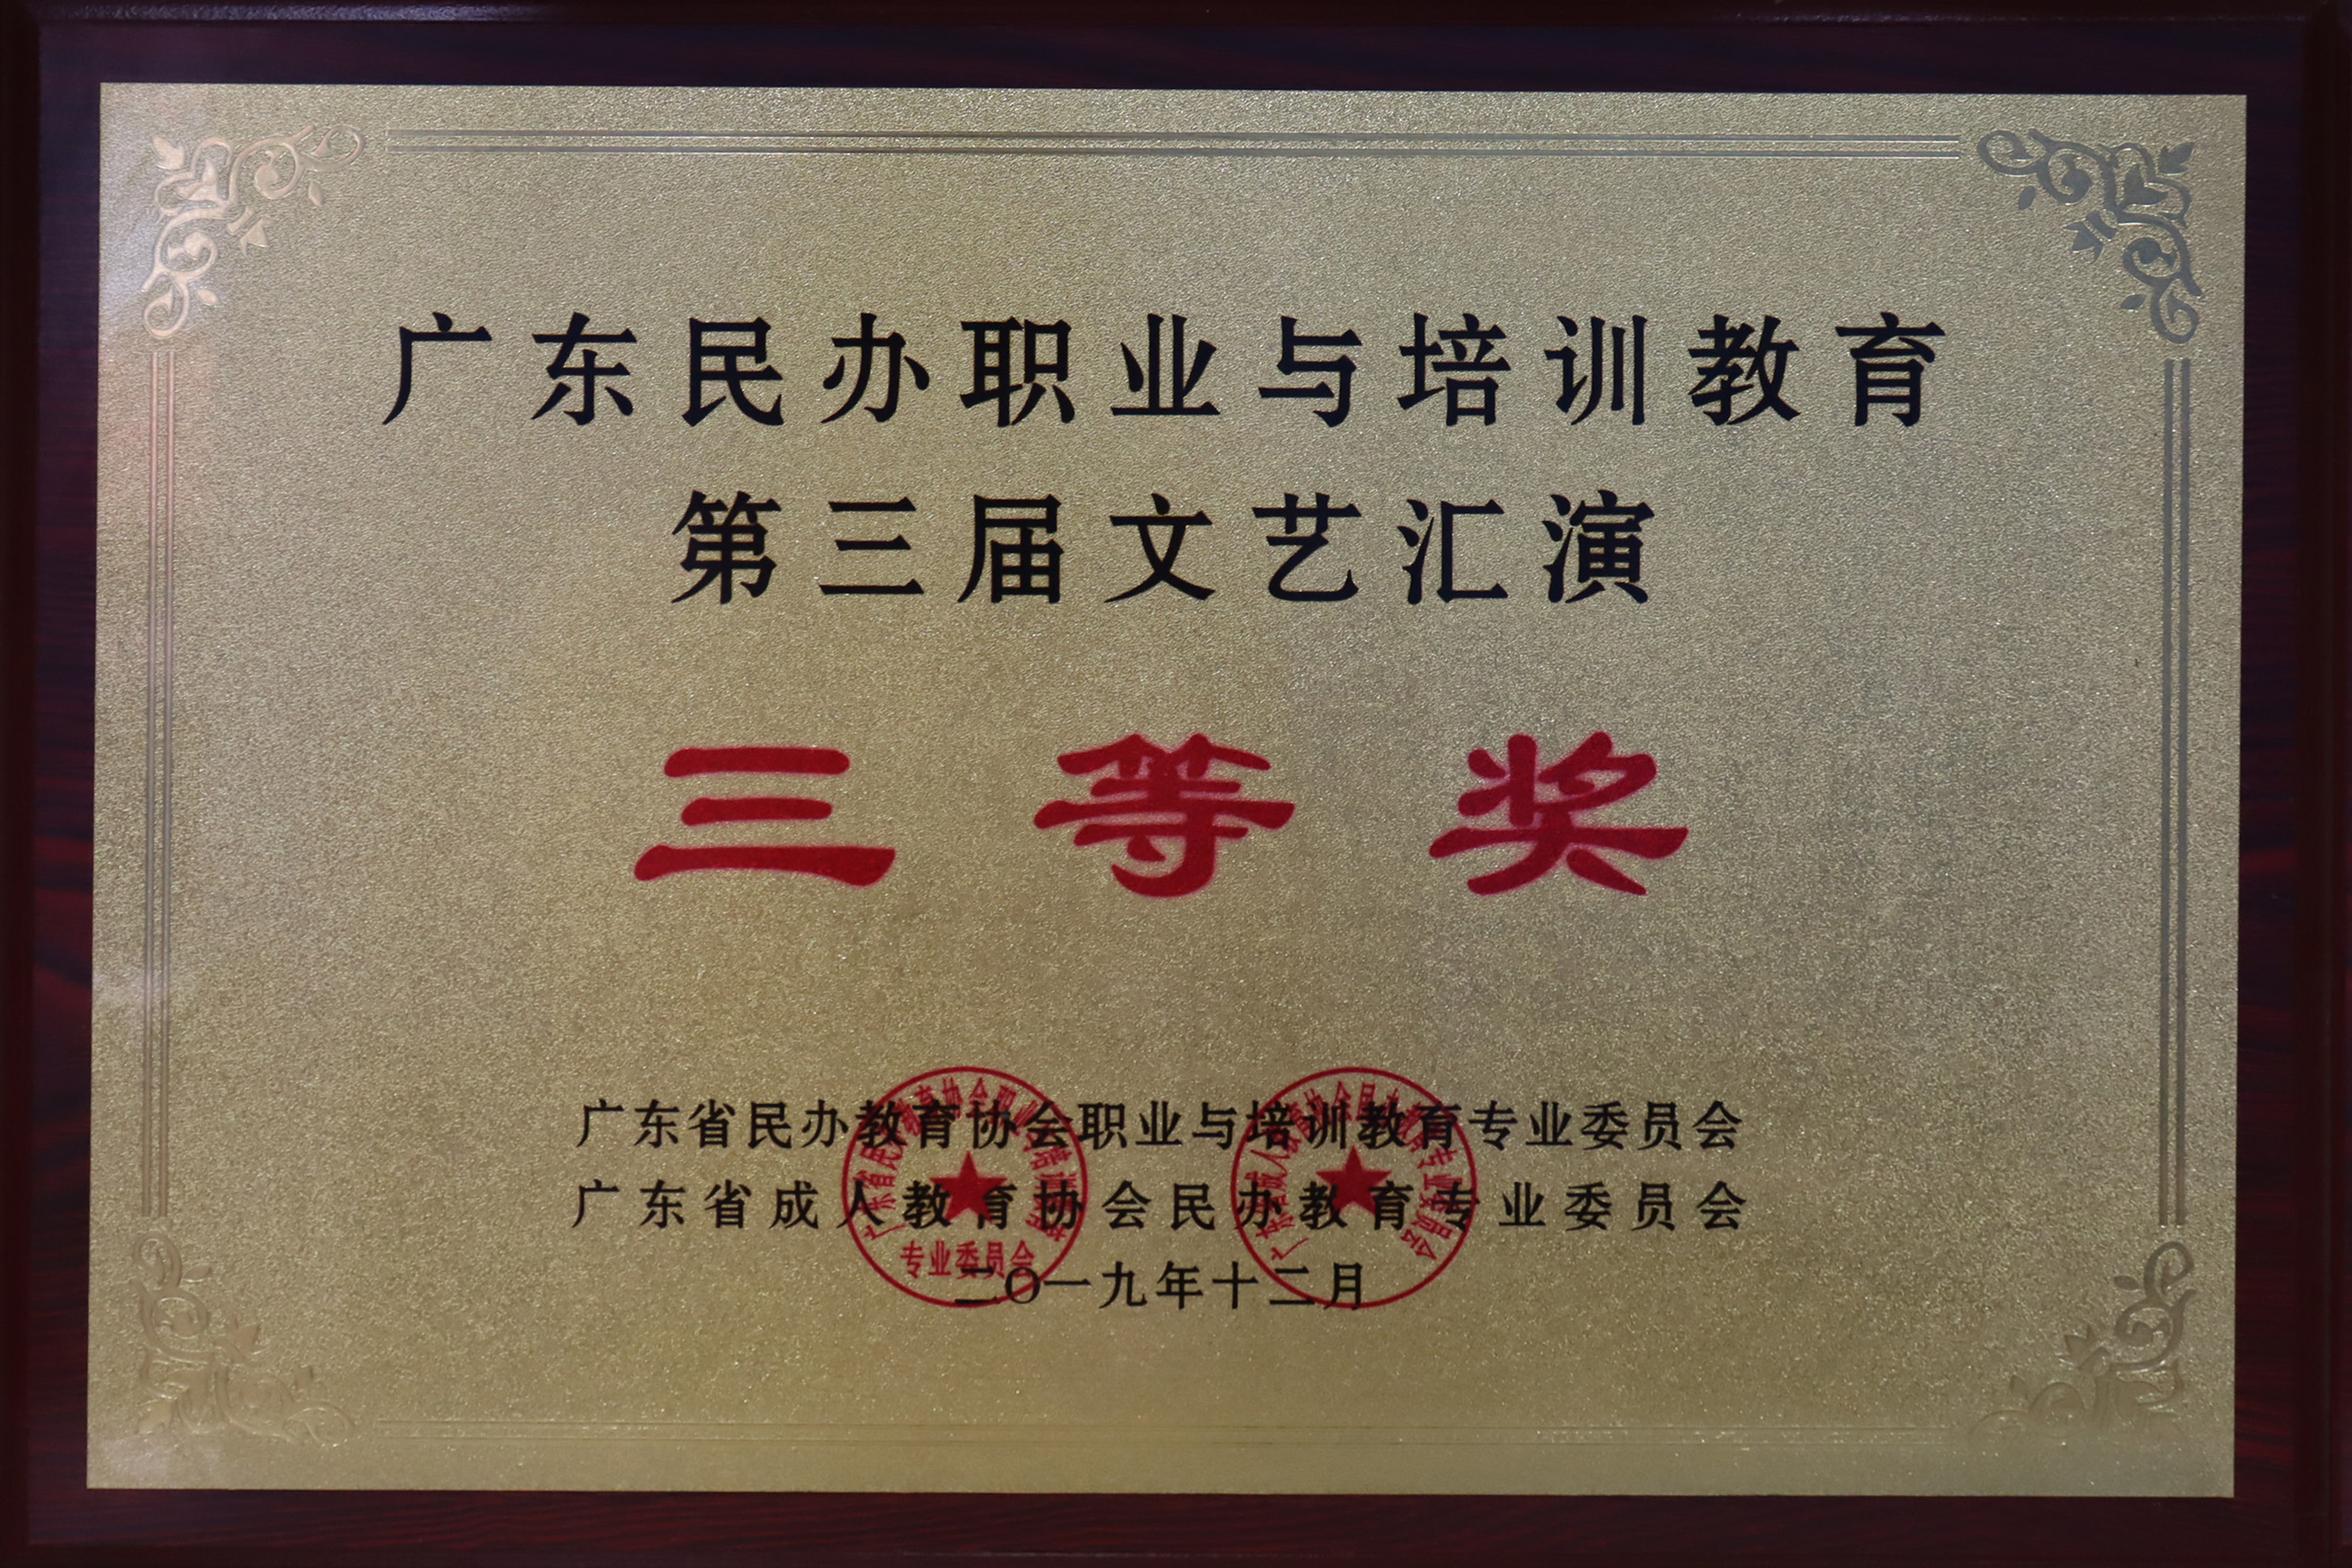 广东民办职业与培训教育
第三届文艺汇演
三等奖
广东省民办教育协会职业与培训教育专业委员会
广东省成人教育协会民办教育专业委员会
二〇一九年十二月
专业委员会